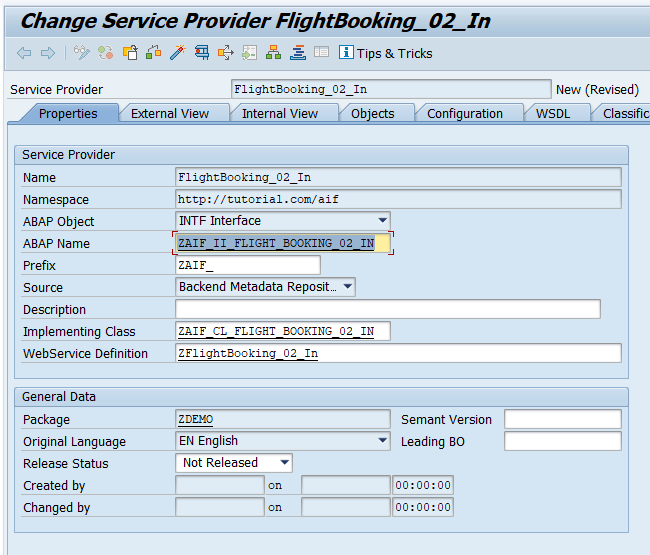 Change Service Provider FlightBooking_02_In
Tips & Tricks
Service Provider FlightBooking_02_In New (Revised)
Properties External View Internal View Objects Configuration WSDL Classific
Service Provider
Name FlightBooking_02_In
Namespace http://tutorial.com/aif
ABAP Object INTF Interface
ABAP Name ZAIF_II_FLIGHT_BOOKING_02_IN
Prefix ZAIF_
Source Backend Metadata Reposit...
Description
Implementing Class ZAIF_CL_FLIGHT_BOOKING_02_IN
WebService Definition ZFlightBooking_02_In
General Data
Package ZDEMO Semant Version
Original Language EN English Leading BO
Release Status Not Released
Created by on 00:00:00
Changed by on 00:00:00